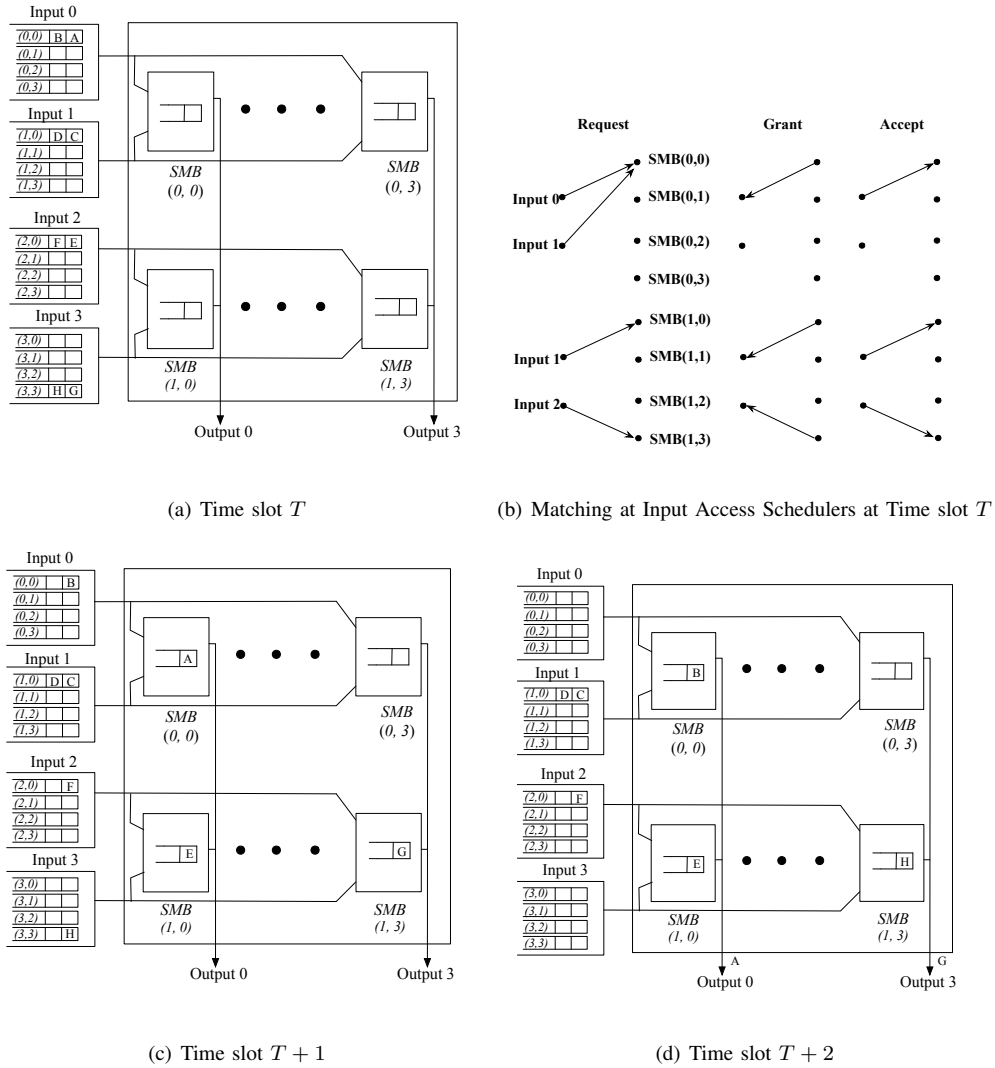 Input 0
(0,0) B A
(0,1)
(0,2)
(0,3)
Input 1
(1,0) D C
(1,1)
(1,2)
(1,3)
Input 2
(2,0) F E
(2,1)
(2,2)
(2,3)
Input 3
(3,0)
(3,1)
(3,2)
(3,3) H G
SMB
(0, 0)
SMB
(0, 3)
SMB
(1, 0)
SMB
(1, 3)
Output 0
Output 3
(a) Time slot T
Request
Grant
Accept
SMB(0,0)
Input 0
SMB(0,1)
Input 1
SMB(0,2)
SMB(0,3)
SMB(1,0)
Input 1
SMB(1,1)
Input 2
SMB(1,2)
SMB(1,3)
(b) Matching at Input Access Schedulers at Time slot T
Input 0
(0,0) B
(0,1)
(0,2)
(0,3)
Input 1
(1,0) D C
(1,1)
(1,2)
(1,3)
Input 2
(2,0) F
(2,1)
(2,2)
(2,3)
Input 3
(3,0)
(3,1)
(3,2)
(3,3) H
A
SMB
(0, 0)
SMB
(0, 3)
E
SMB
(1, 0)
G
SMB
(1, 3)
Output 0
Output 3
(c) Time slot T + 1
Input 0
(0,0)
(0,1)
(0,2)
(0,3)
Input 1
(1,0) D C
(1,1)
(1,2)
(1,3)
Input 2
(2,0) F
(2,1)
(2,2)
(2,3)
Input 3
(3,0)
(3,1)
(3,2)
(3,3)
B
SMB
(0, 0)
SMB
(0, 3)
E
SMB
(1, 0)
H
SMB
(1, 3)
A
G
Output 0
Output 3
(d) Time slot T + 2